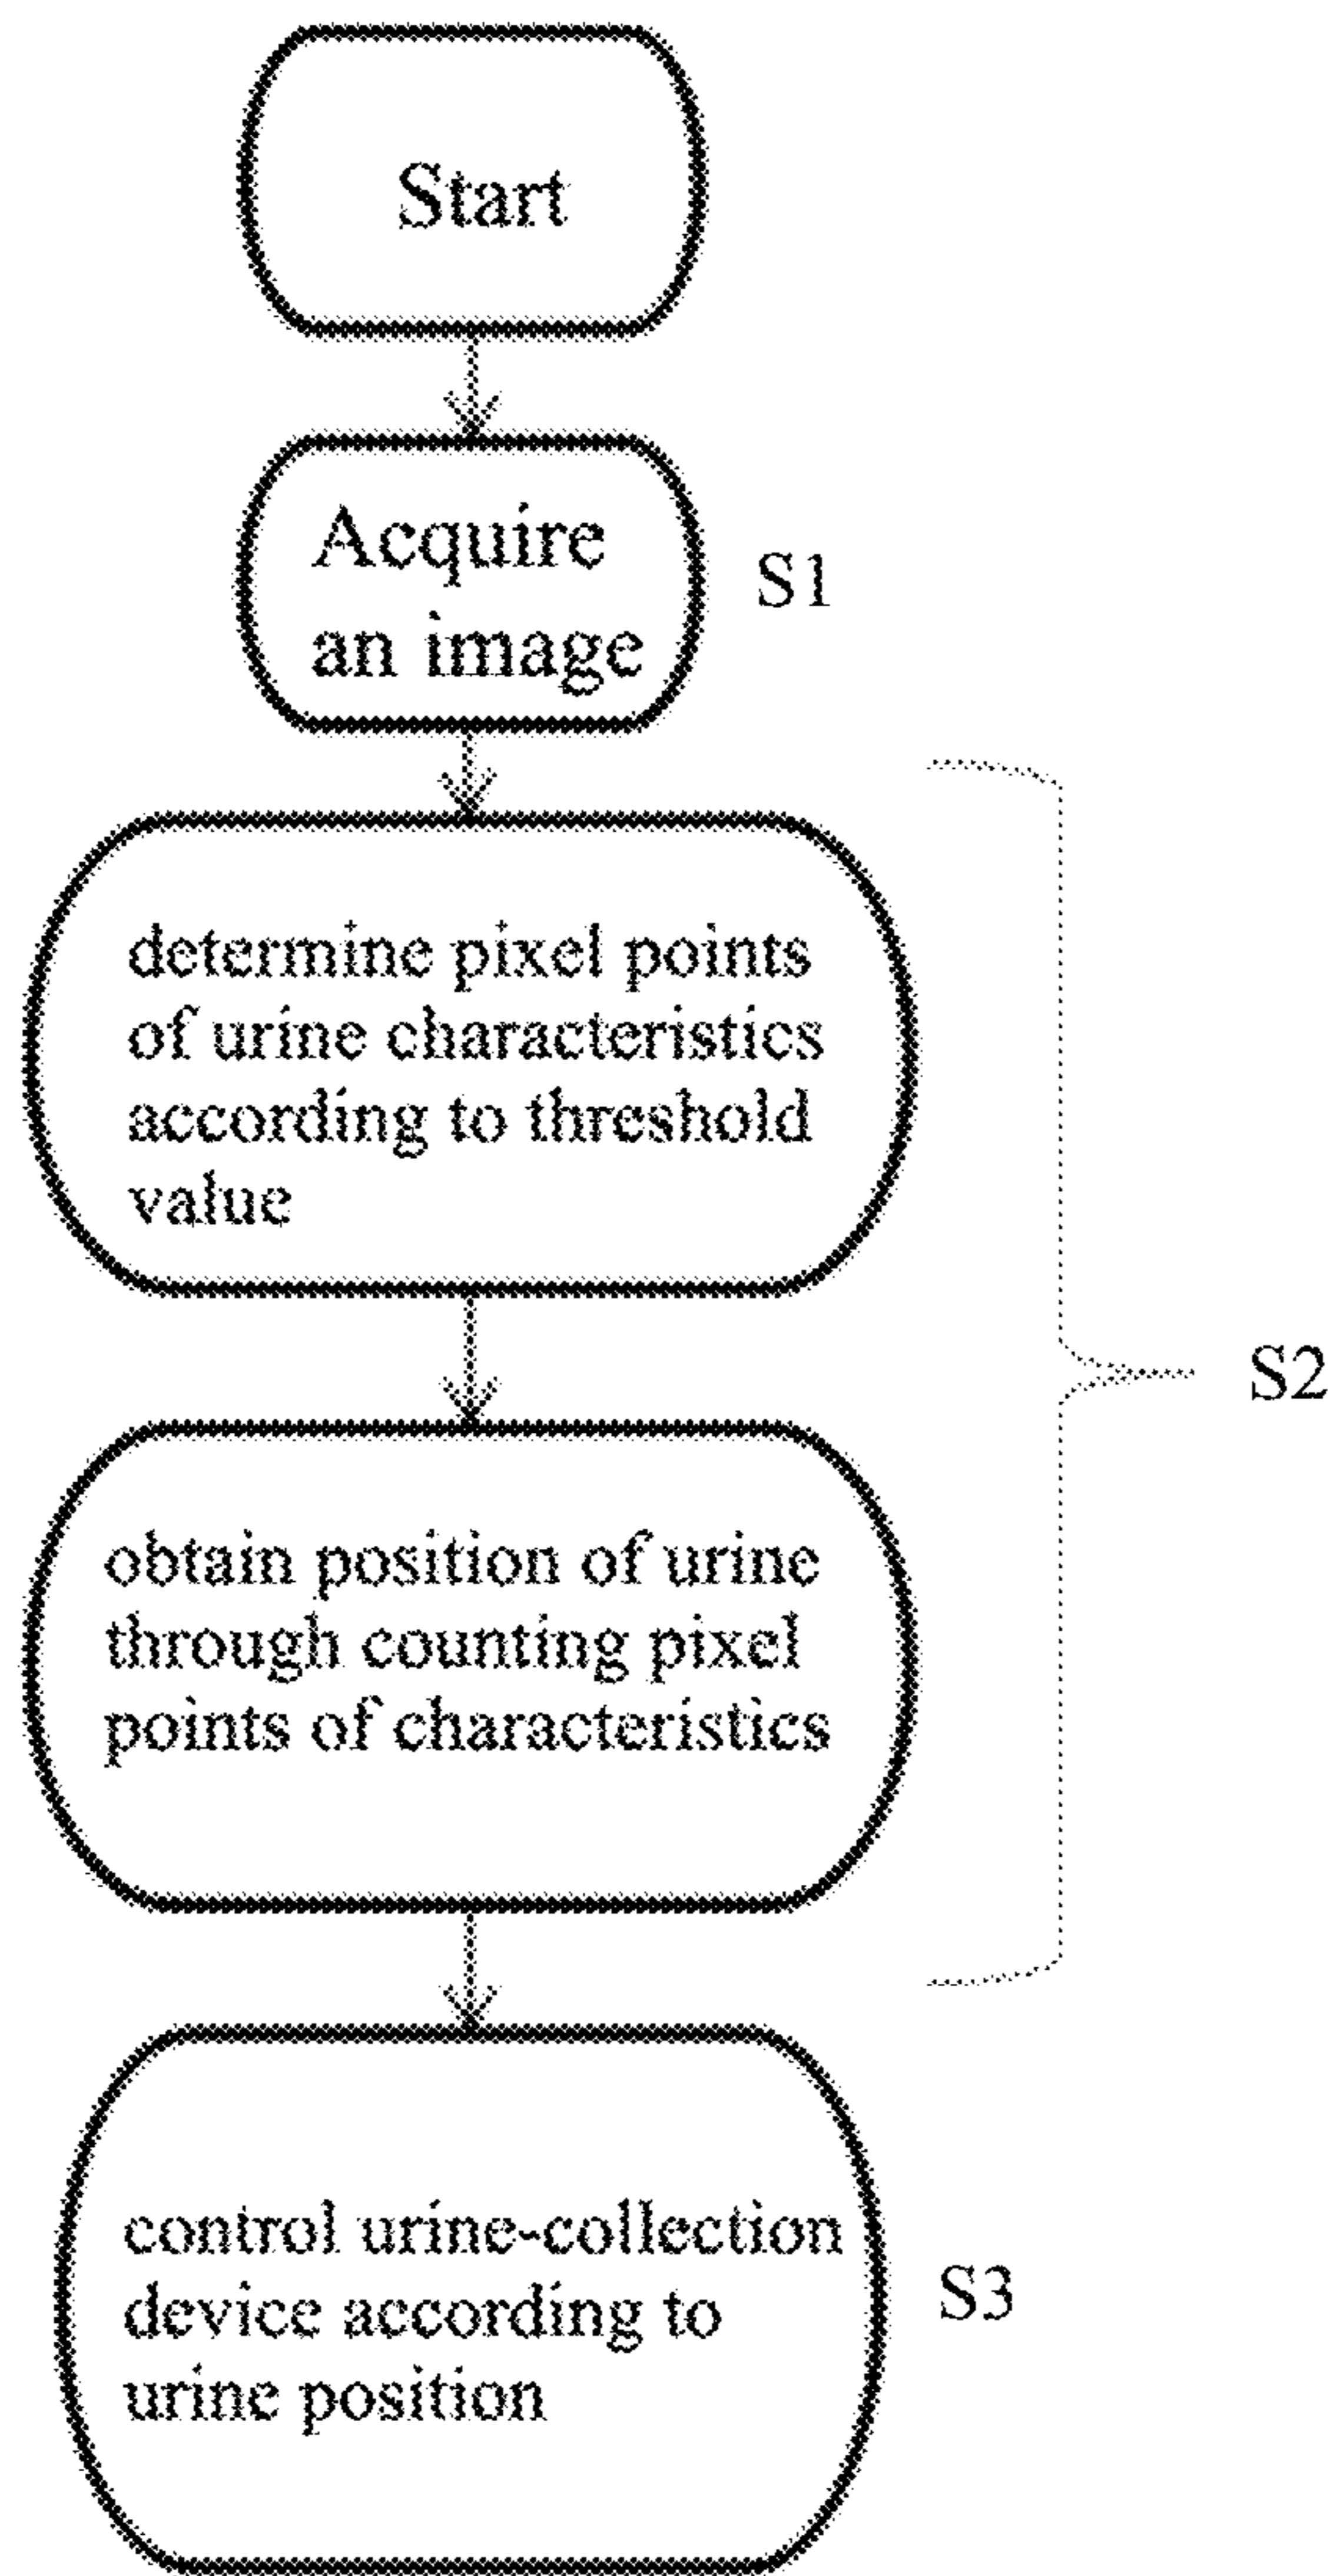 Start
Acquire
an image
S1
determine pixel points
of urine characteristics
according to threshold
value
S2
obtain position of urine
through counting pixel
points of characteristics
control urine-collection
device according to
urine position
S3